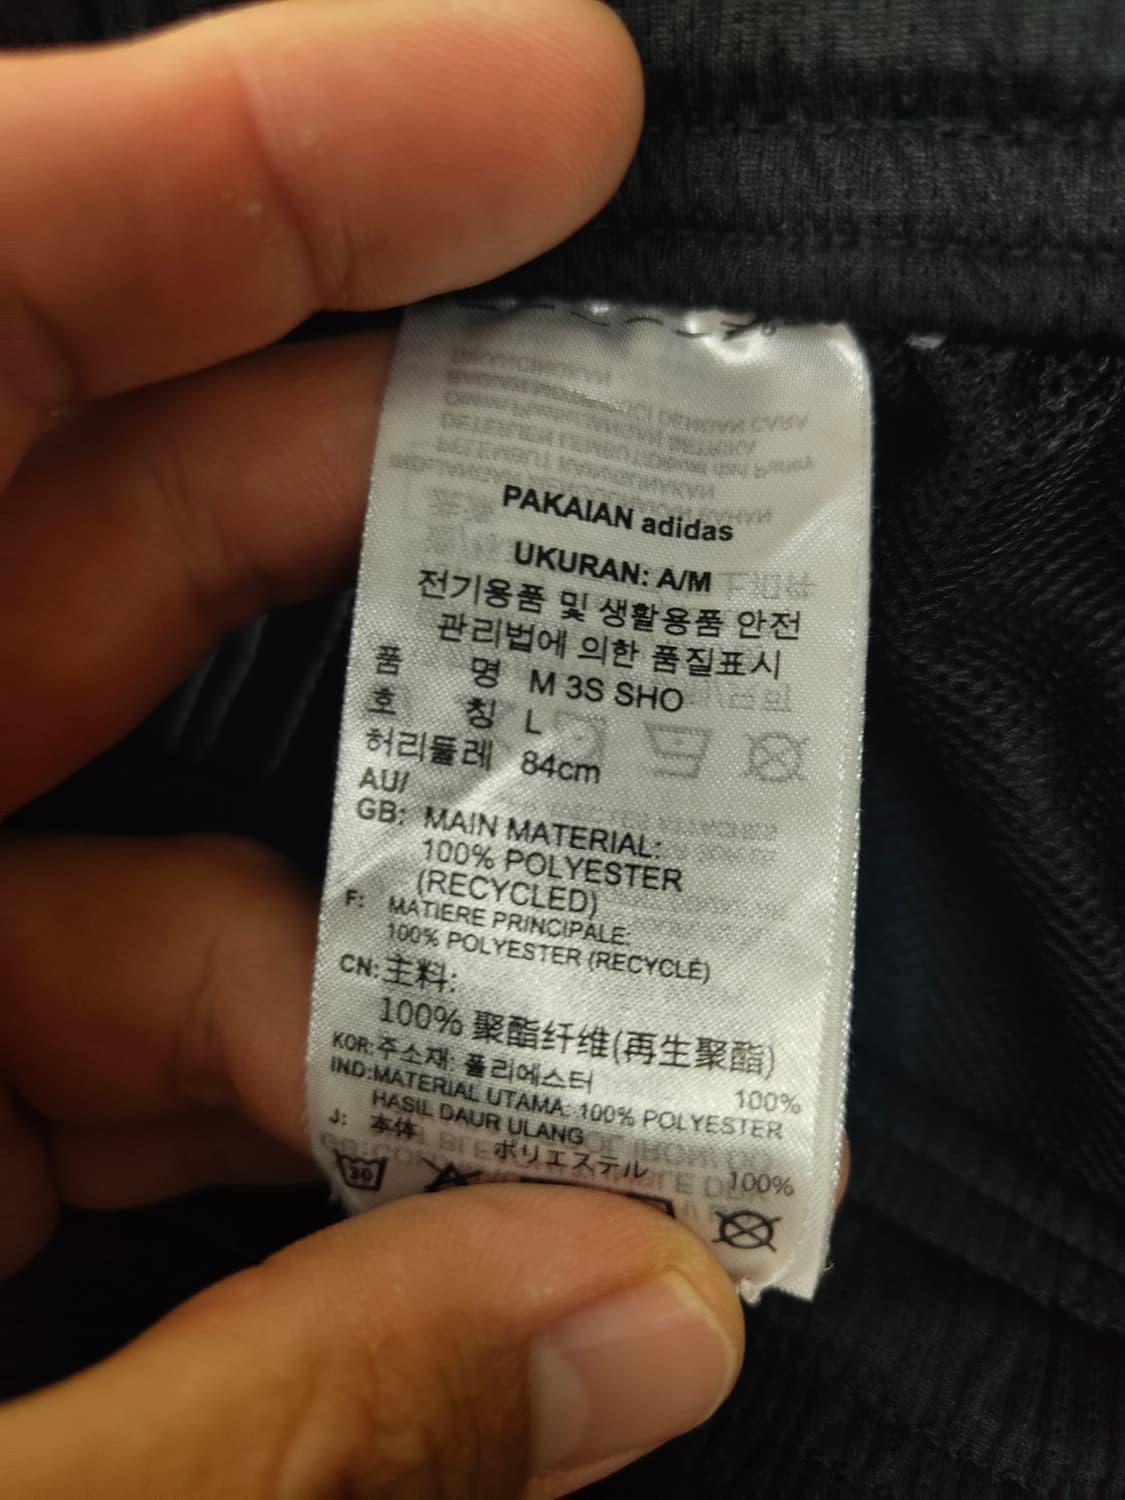 PAKAIAN adidas
UKURAN: A/M
전기용품 및 생활용품 안전
관리법에 의한 품질표시
품 명 M 3S SHO
호 칭 L
허리둘레 84cm
AU/
GB: MAIN MATERIAL:
100% POLYESTER
(RECYCLED)
F: MATIERE PRINCIPALE:
100% POLYESTER (RECYCLÉ)
CN: 主料:
100% 聚酯纤维(再生聚酯)
KOR: 주소재: 폴리에스터 100%
IND: MATERIAL UTAMA: 100% POLYESTER
HASIL DAUR ULANG
J: 本体
ポリエステル 100%
30